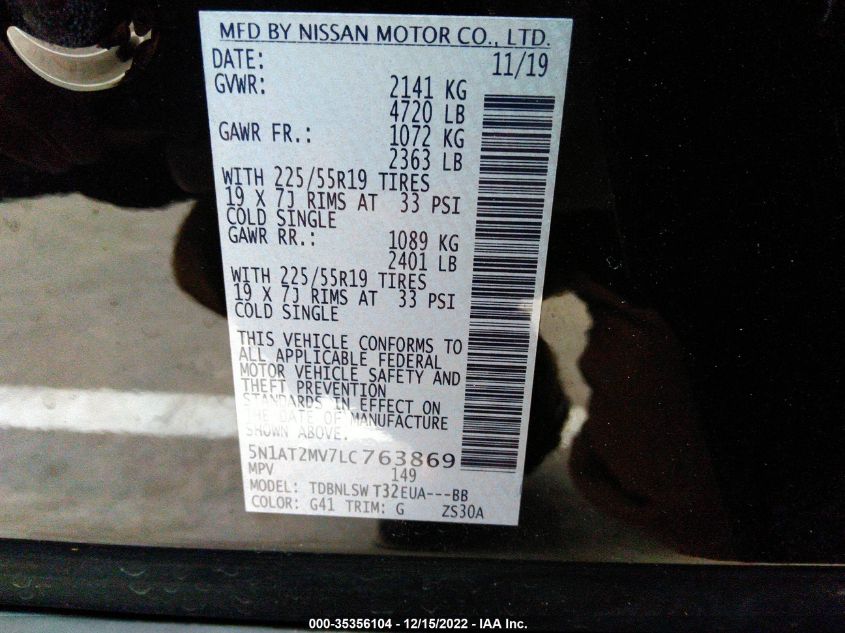 MFD BY NISSAN MOTOR CO., LTD.
DATE: 11/19
GVWR: 2141 KG
4720 LB
GAWR FR.: 1072 KG
2363 LB
WITH 225/55R19 TIRES
19 X 7J RIMS AT 33 PSI
COLD SINGLE
GAWR RR.: 1089 KG
2401 LB
WITH 225/55R19 TIRES
19 X 7J RIMS AT 33 PSI
COLD SINGLE
THIS VEHICLE CONFORMS TO
ALL APPLICABLE FEDERAL
MOTOR VEHICLE SAFETY AND
THEFT PREVENTION
STANDARDS IN EFFECT ON
THE DATE OF MANUFACTURE
SHOWN ABOVE.
5N1AT2MV7LC763869
MPV 149
MODEL: TDBNLSW T32EUA---BB
COLOR: G41 TRIM: G ZS30A
000-35356104 - 12/15/2022 - IAA Inc.